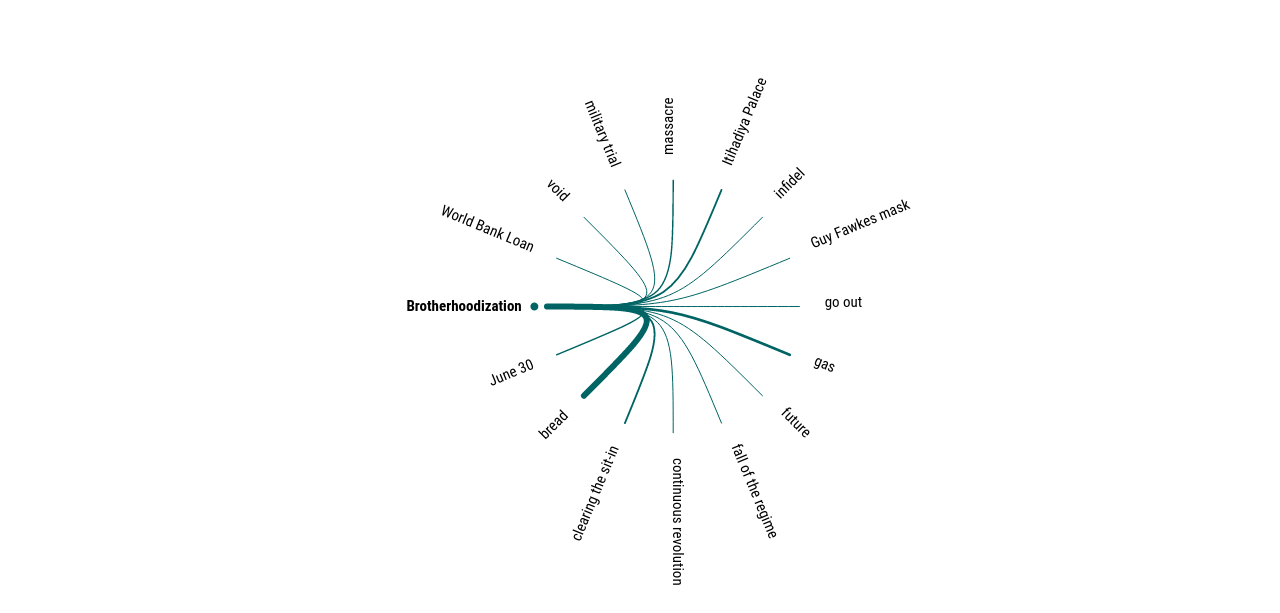 massacre
Itihadiya Palace
military trial
infidel
void
Guy Fawkes mask
World Bank Loan
go out
Brotherhoodization
gas
June 30
future
bread
fall of the regime
clearing the sit-in
continuous revolution